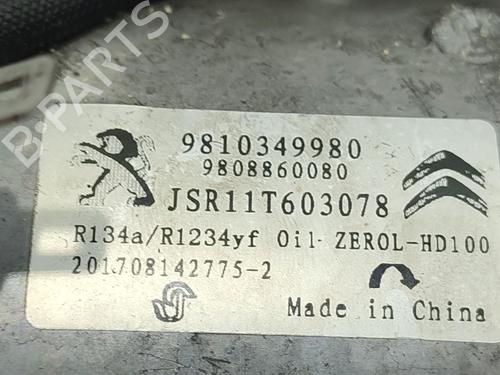 B-PARTS
9810349980
9808860080
JSR11T603078
R134a/R1234yf Oil- ZEROL-HD100
201708142775-2
Made in China